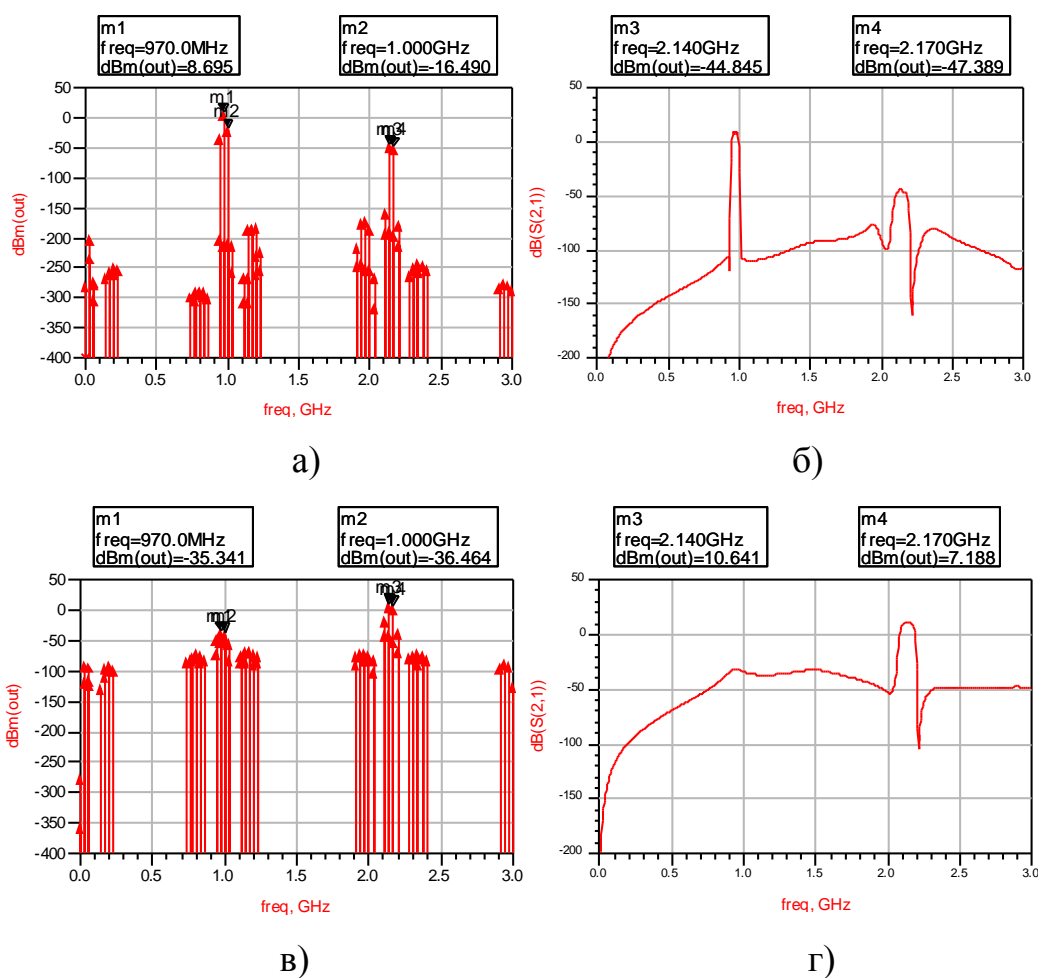 m1
freq=970.0MHz
dBm(out)=8.695
m2
freq=1.000GHz
dBm(out)=-16.490
m3
freq=2.140GHz
dBm(out)=-44.845
m4
freq=2.170GHz
dBm(out)=-47.389
50
0
-50
-100
-150
-200
-250
-300
-350
-400
dBm(out)
m1
m2
m3
m4
0.0 0.5 1.0 1.5 2.0 2.5 3.0
freq, GHz
50
0
-50
-100
-150
-200
dB(S(2,1))
0.0 0.5 1.0 1.5 2.0 2.5 3.0
freq, GHz
а)
б)
m1
freq=970.0MHz
dBm(out)=-35.341
m2
freq=1.000GHz
dBm(out)=-36.464
m3
freq=2.140GHz
dBm(out)=10.641
m4
freq=2.170GHz
dBm(out)=7.188
50
0
-50
-100
-150
-200
-250
-300
-350
-400
dBm(out)
m1
m2
m3
m4
0.0 0.5 1.0 1.5 2.0 2.5 3.0
freq, GHz
50
0
-50
-100
-150
-200
dB(S(2,1))
0.0 0.5 1.0 1.5 2.0 2.5 3.0
freq, GHz
в)
г)